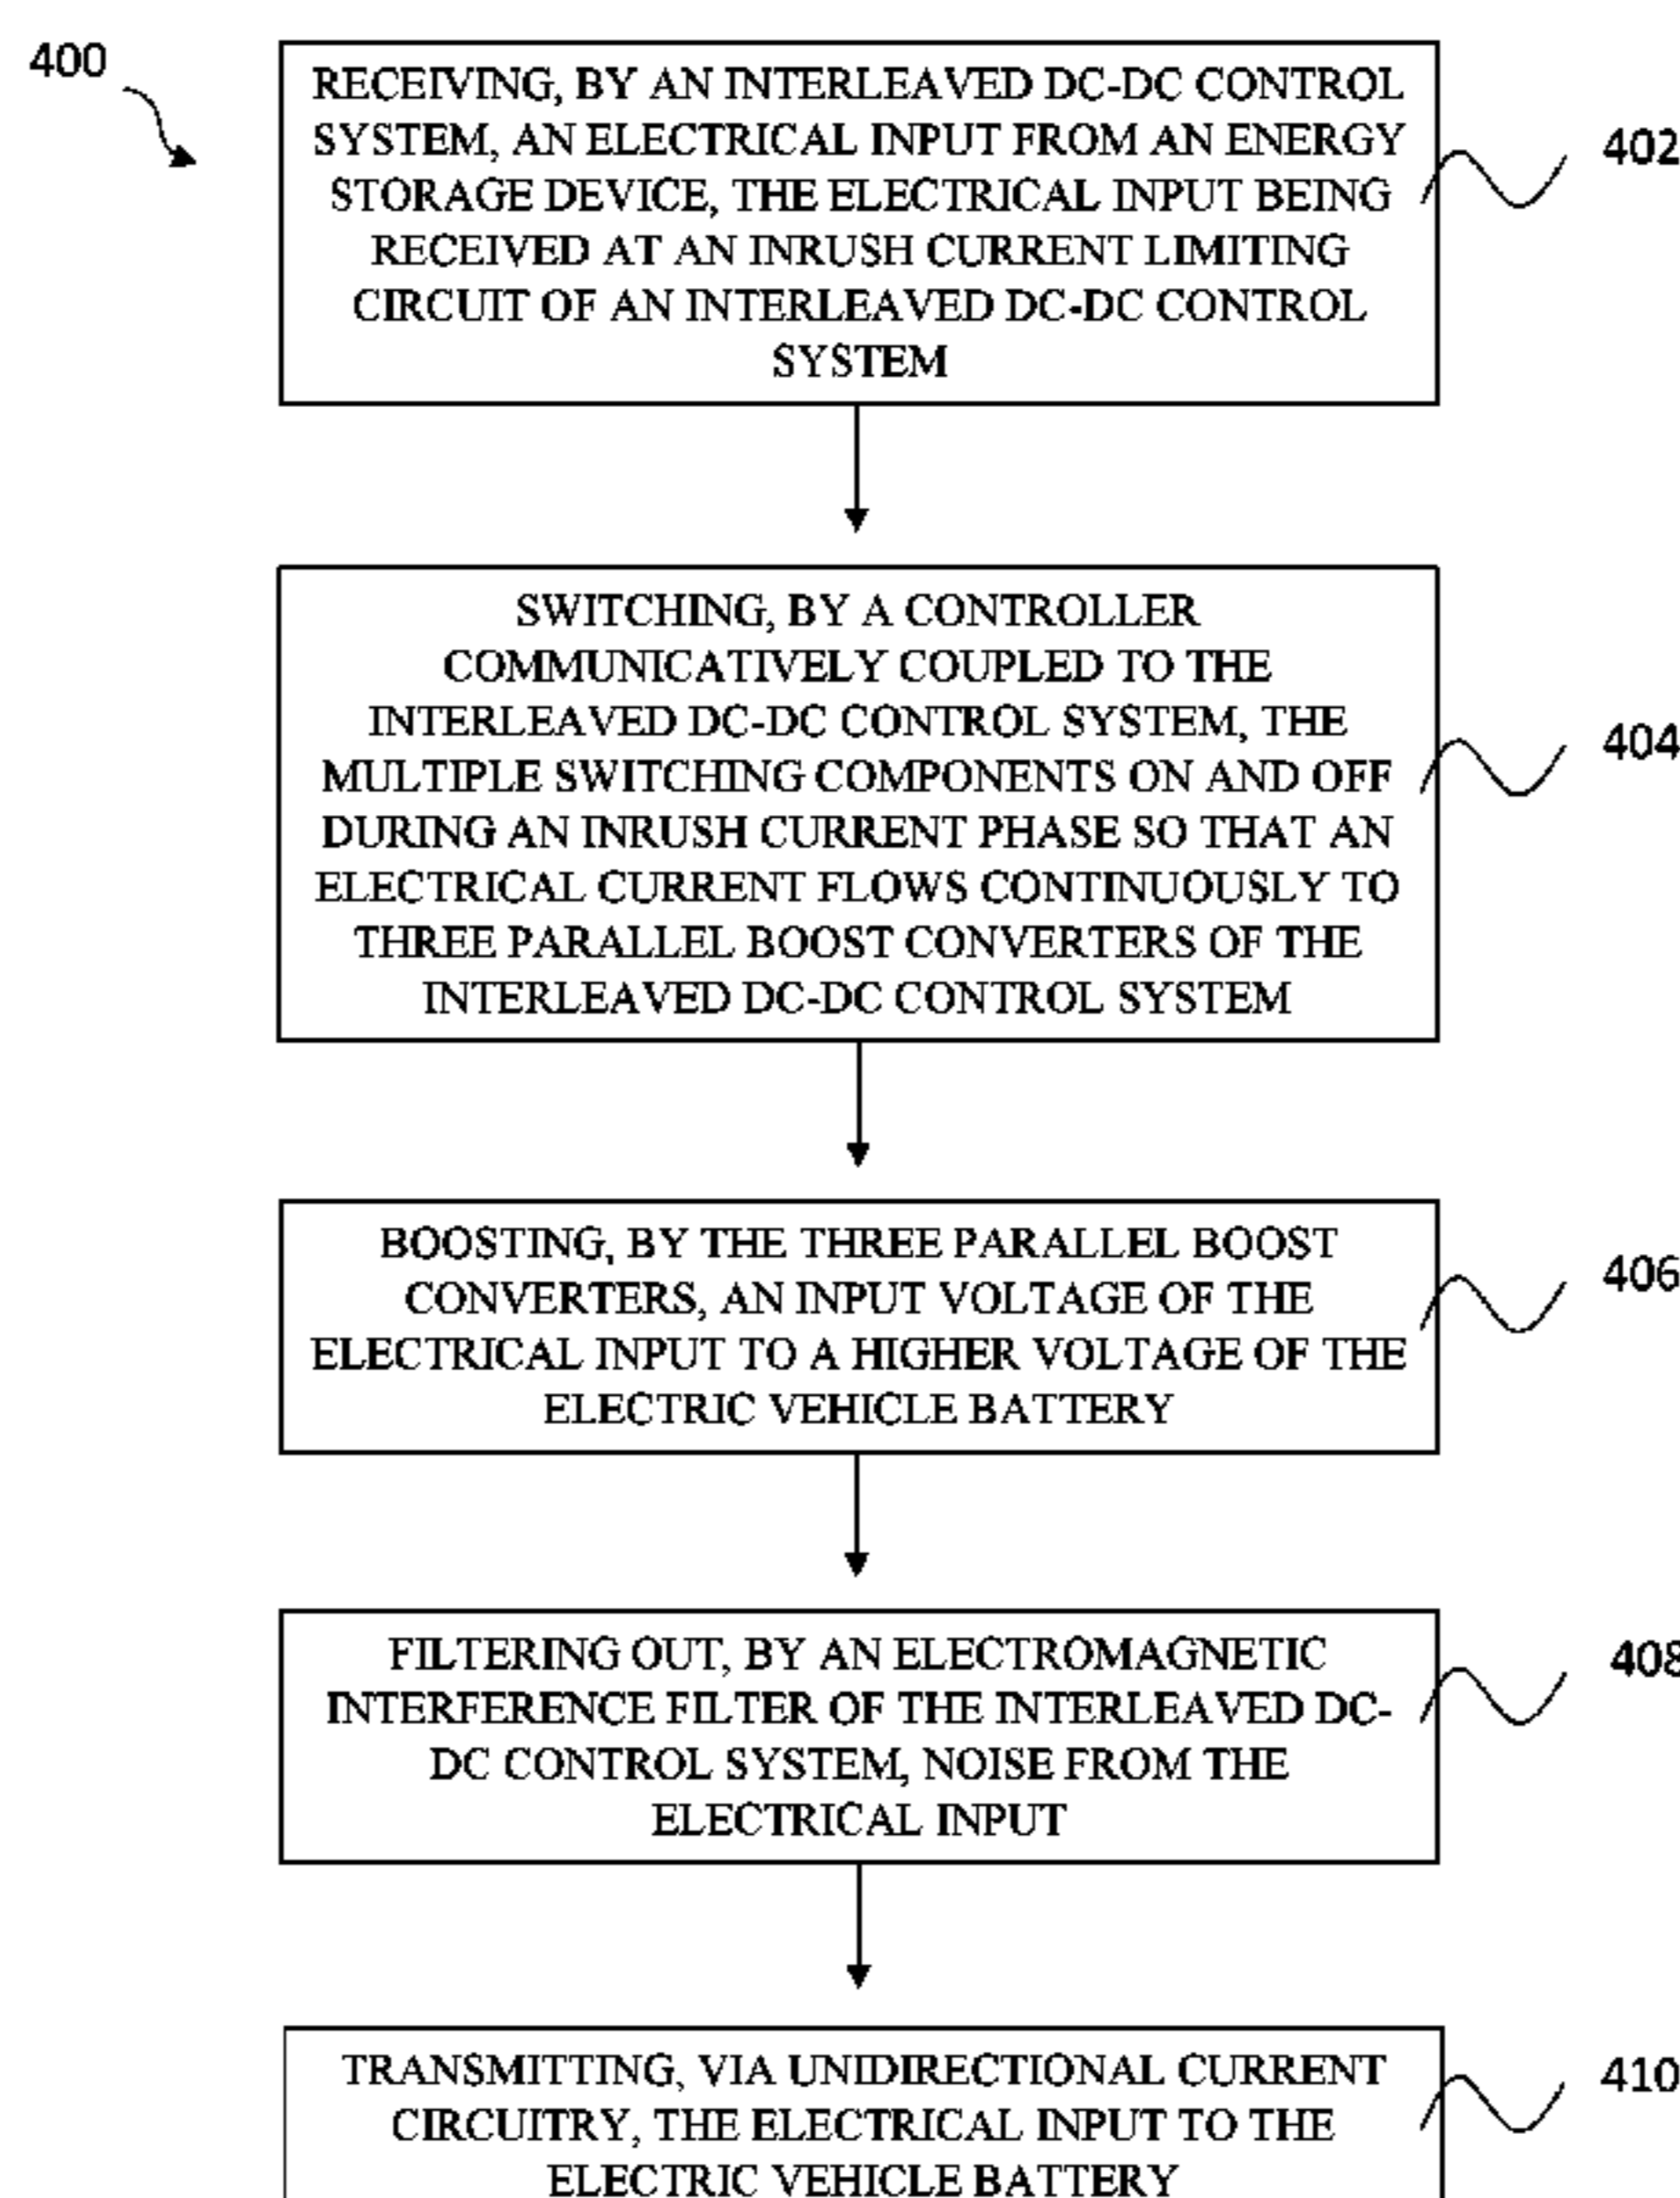 400
RECEIVING, BY AN INTERLEAVED DC-DC CONTROL
SYSTEM, AN ELECTRICAL INPUT FROM AN ENERGY
STORAGE DEVICE, THE ELECTRICAL INPUT BEING
RECEIVED AT AN INRUSH CURRENT LIMITING
CIRCUIT OF AN INTERLEAVED DC-DC CONTROL
SYSTEM
402
SWITCHING, BY A CONTROLLER
COMMUNICATIVELY COUPLED TO THE
INTERLEAVED DC-DC CONTROL SYSTEM, THE
MULTIPLE SWITCHING COMPONENTS ON AND OFF
DURING AN INRUSH CURRENT PHASE SO THAT AN
ELECTRICAL CURRENT FLOWS CONTINUOUSLY TO
THREE PARALLEL BOOST CONVERTERS OF THE
INTERLEAVED DC-DC CONTROL SYSTEM
404
BOOSTING, BY THE THREE PARALLEL BOOST
CONVERTERS, AN INPUT VOLTAGE OF THE
ELECTRICAL INPUT TO A HIGHER VOLTAGE OF THE
ELECTRIC VEHICLE BATTERY
406
FILTERING OUT, BY AN ELECTROMAGNETIC
INTERFERENCE FILTER OF THE INTERLEAVED DC-
DC CONTROL SYSTEM, NOISE FROM THE
ELECTRICAL INPUT
408
TRANSMITTING, VIA UNIDIRECTIONAL CURRENT
CIRCUITRY, THE ELECTRICAL INPUT TO THE
ELECTRIC VEHICLE BATTERY
410